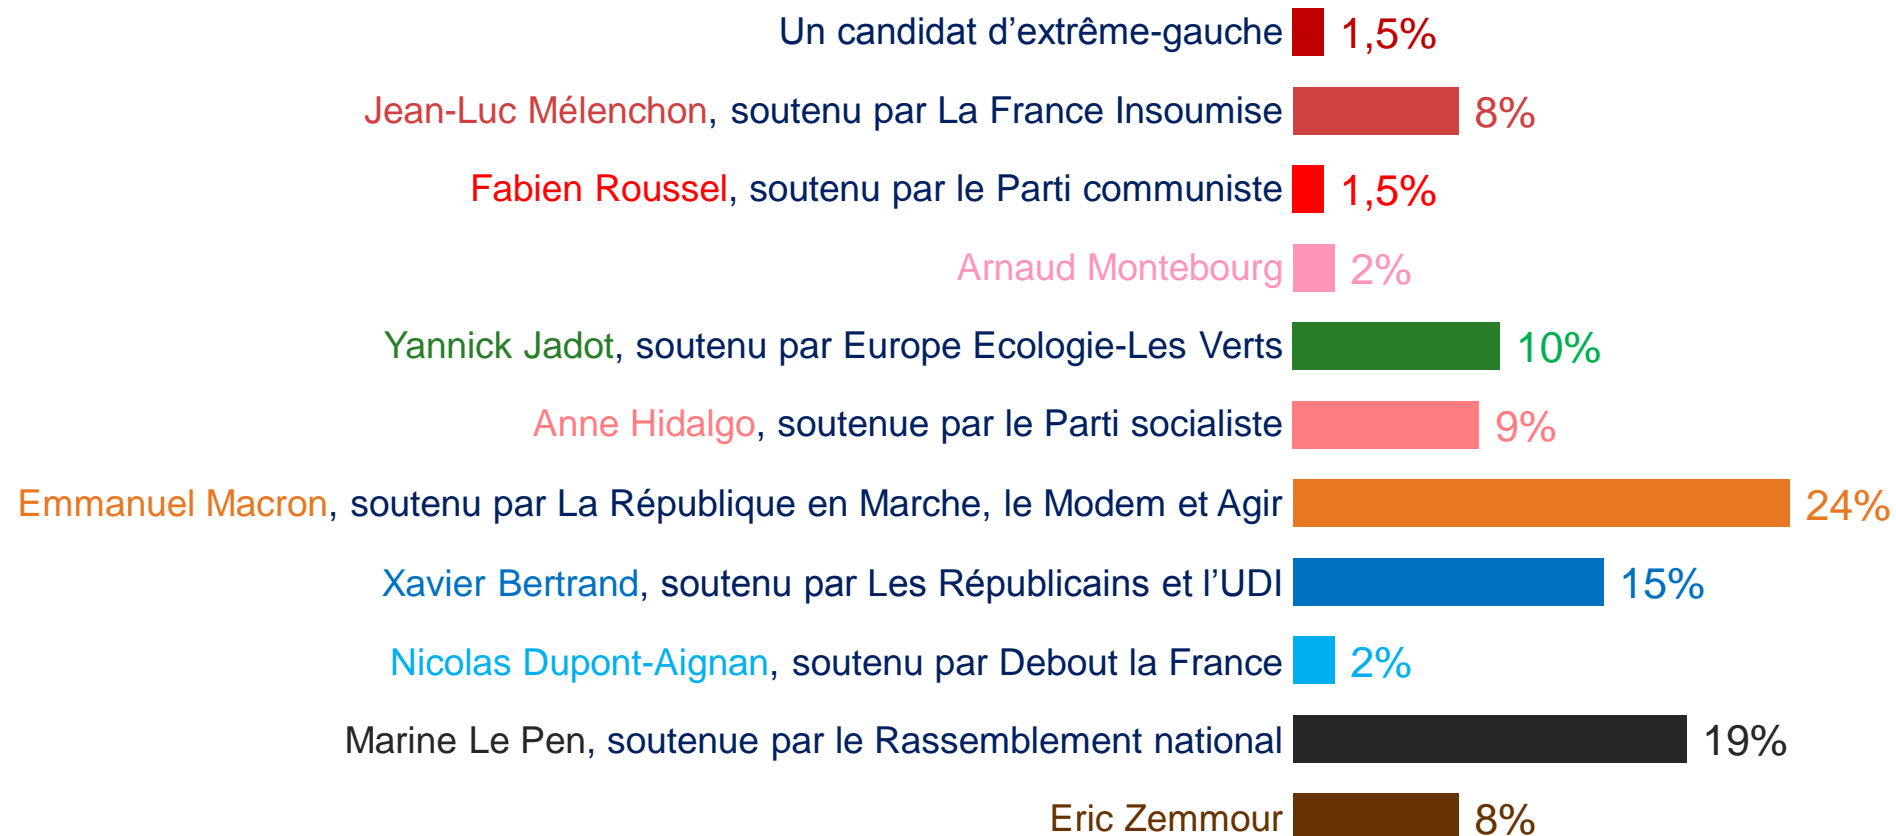 Un candidat d’extrême-gauche 1,5%
Jean-Luc Mélenchon, soutenu par La France Insoumise 8%
Fabien Roussel, soutenu par le Parti communiste 1,5%
Arnaud Montebourg 2%
Yannick Jadot, soutenu par Europe Ecologie-Les Verts 10%
Anne Hidalgo, soutenue par le Parti socialiste 9%
Emmanuel Macron, soutenu par La République en Marche, le Modem et Agir 24%
Xavier Bertrand, soutenu par Les Républicains et l’UDI 15%
Nicolas Dupont-Aignan, soutenu par Debout la France 2%
Marine Le Pen, soutenue par le Rassemblement national 19%
Eric Zemmour 8%